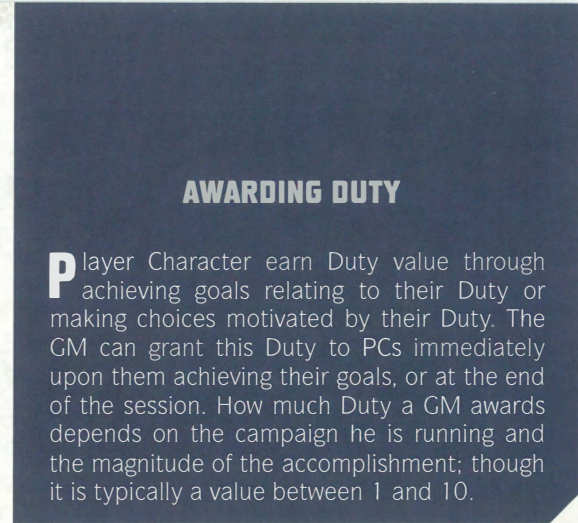 AWARDING DUTY
Player Character earn Duty value through
achieving goals relating to their Duty or
making choices motivated by their Duty. The
GM can grant this Duty to PCs immediately
upon them achieving their goals, or at the end
of the session. How much Duty a GM awards
depends on the campaign he is running and
the magnitude of the accomplishment; though
it is typically a value between 1 and 10.